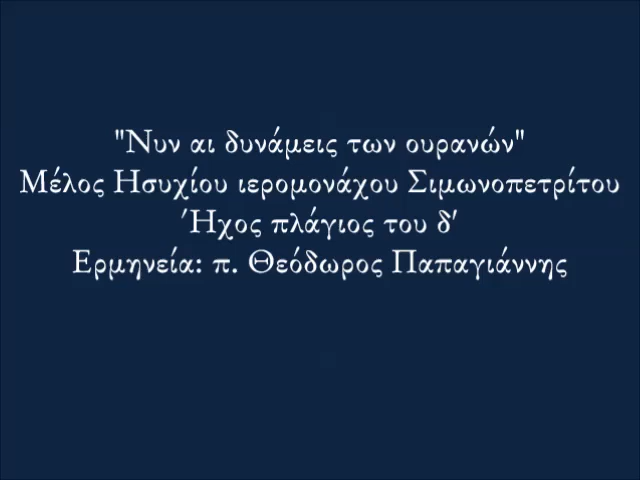 "Νυν αι δυνάμεις των ουρανών"
Μέλος Ησυχίου ιερομονάχου Σιμωνοπετρίτου
Ήχος πλάγιος του δ'
Ερμηνεία: π. Θεόδωρος Παπαγιάννης